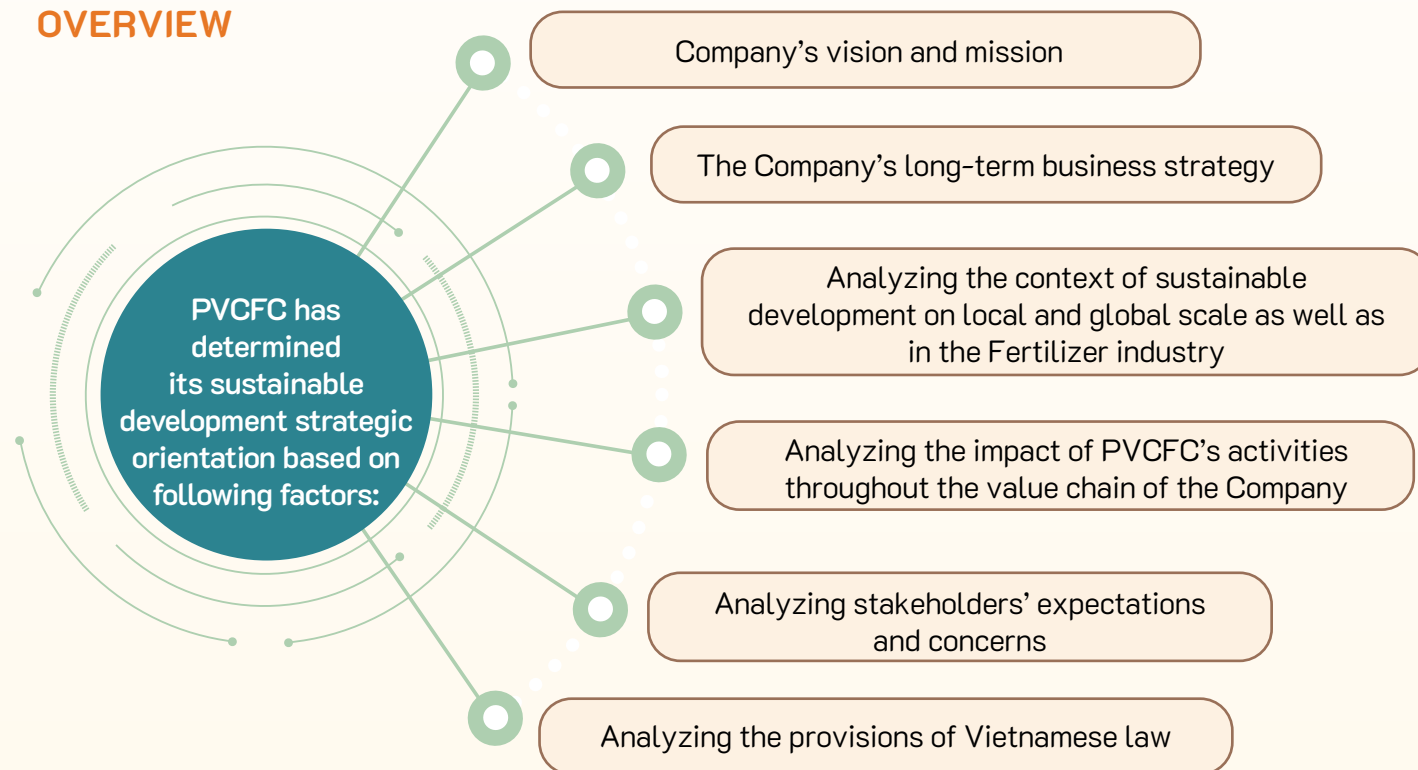 OVERVIEW
Company’s vision and mission
The Company’s long-term business strategy
Analyzing the context of sustainable
development on local and global scale as well as
in the Fertilizer industry
PVCFC has
determined
its sustainable
development strategic
orientation based on
following factors:
Analyzing the impact of PVCFC’s activities
throughout the value chain of the Company
Analyzing stakeholders’ expectations
and concerns
Analyzing the provisions of Vietnamese law